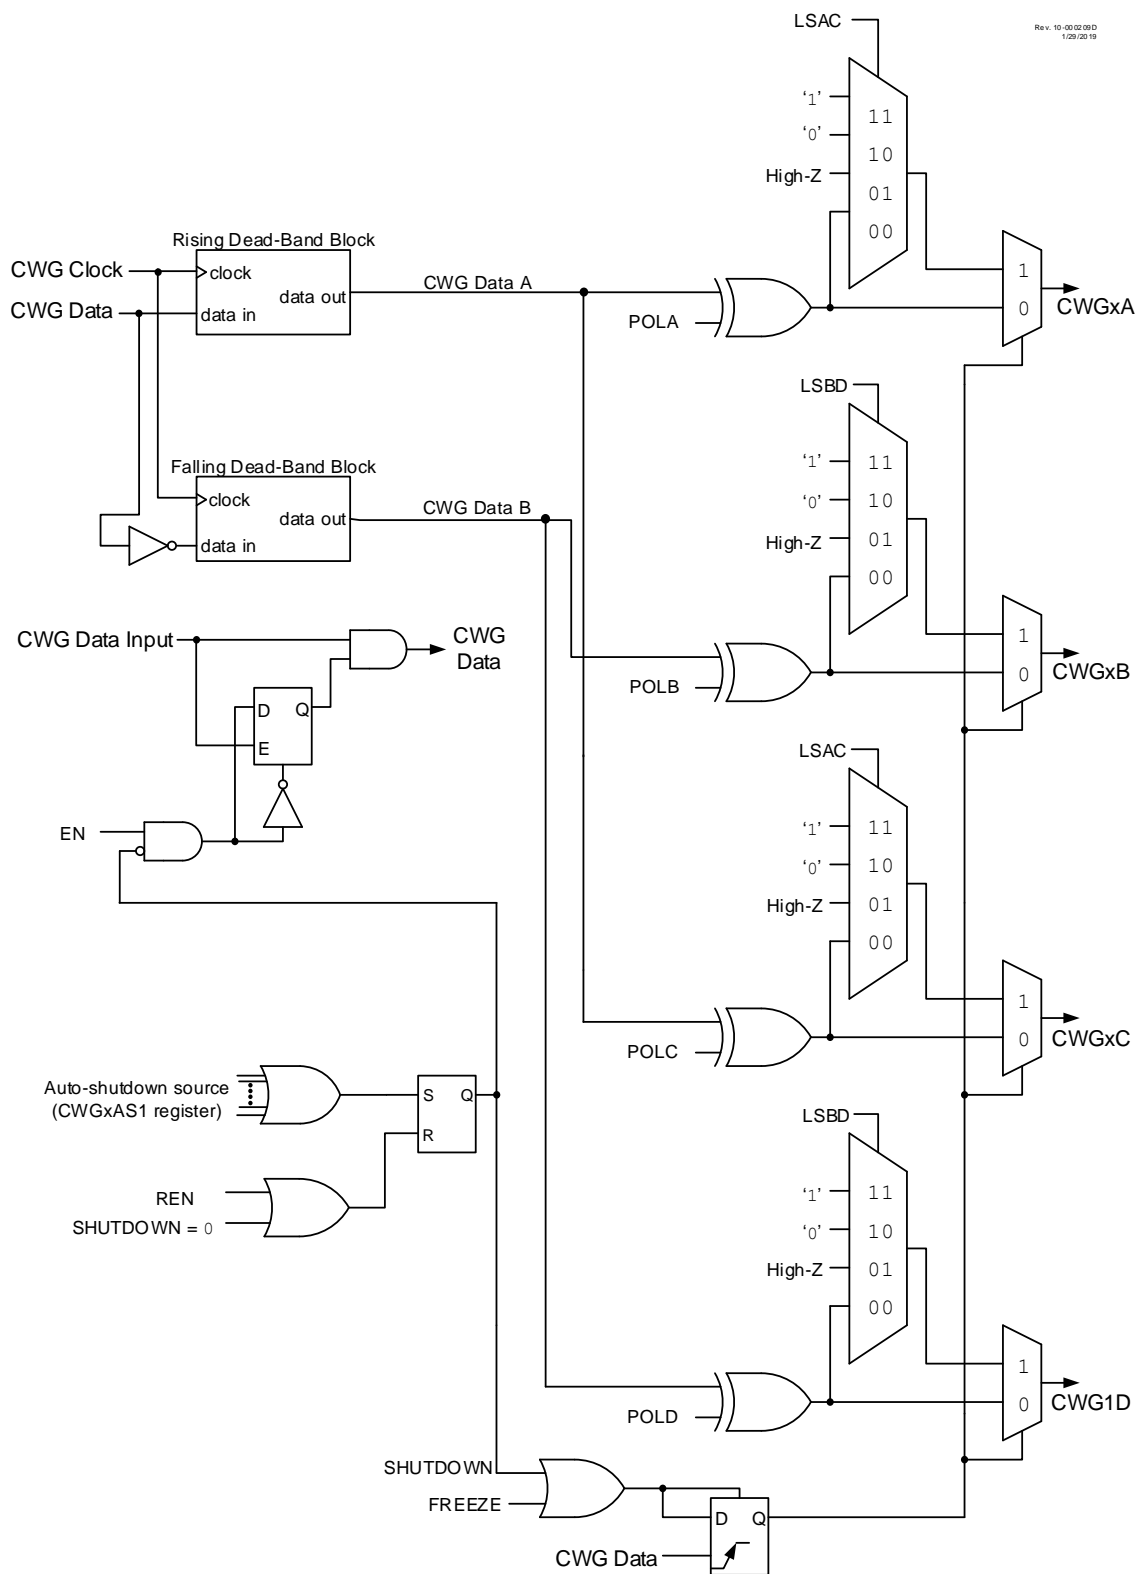 LSAC
Rev. 10-000209D
1/29/2019
‘1’
11
‘0’
10
High-Z
01
00
Rising Dead-Band Block
CWG Clock
clock
CWG Data
data in
data out
CWG Data A
POLA
1
0
CWGxA
LSBD
‘1’
11
‘0’
10
High-Z
01
00
Falling Dead-Band Block
clock
data out
data in
CWG Data B
CWG Data Input
CWG
Data
D
Q
E
POLB
1
0
CWGxB
LSAC
‘1’
11
‘0’
10
High-Z
01
00
EN
POLC
1
0
CWGxC
Auto-shutdown source
(CWGxAS1 register)
S
Q
R
REN
SHUTDOWN = 0
LSBD
‘1’
11
‘0’
10
High-Z
01
00
POLD
1
0
CWG1D
SHUTDOWN
FREEZE
D
Q
CWG Data